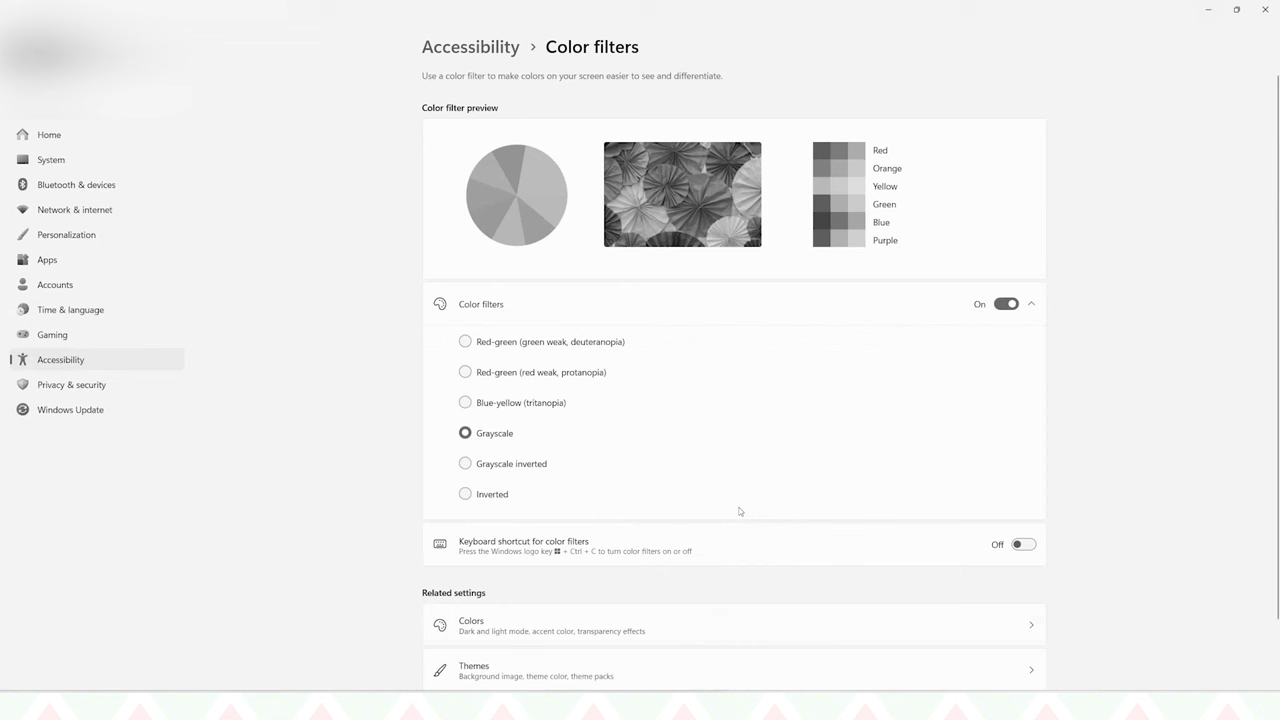 Accessibility > Color filters
Use a color filter to make colors on your screen easier to see and differentiate.
Home
System
Bluetooth & devices
Network & internet
Personalization
Apps
Accounts
Time & language
Gaming
Accessibility
Privacy & security
Windows Update
Color filter preview
Red
Orange
Yellow
Green
Blue
Purple
Color filters
On
Red-green (green weak, deuteranopia)
Red-green (red weak, protanopia)
Blue-yellow (tritanopia)
Grayscale
Grayscale inverted
Inverted
Keyboard shortcut for color filters
Press the Windows logo key + Ctrl + C to turn color filters on or off
Off
Related settings
Colors
Dark and light mode, accent color, transparency effects
Themes
Background image, theme color, theme packs